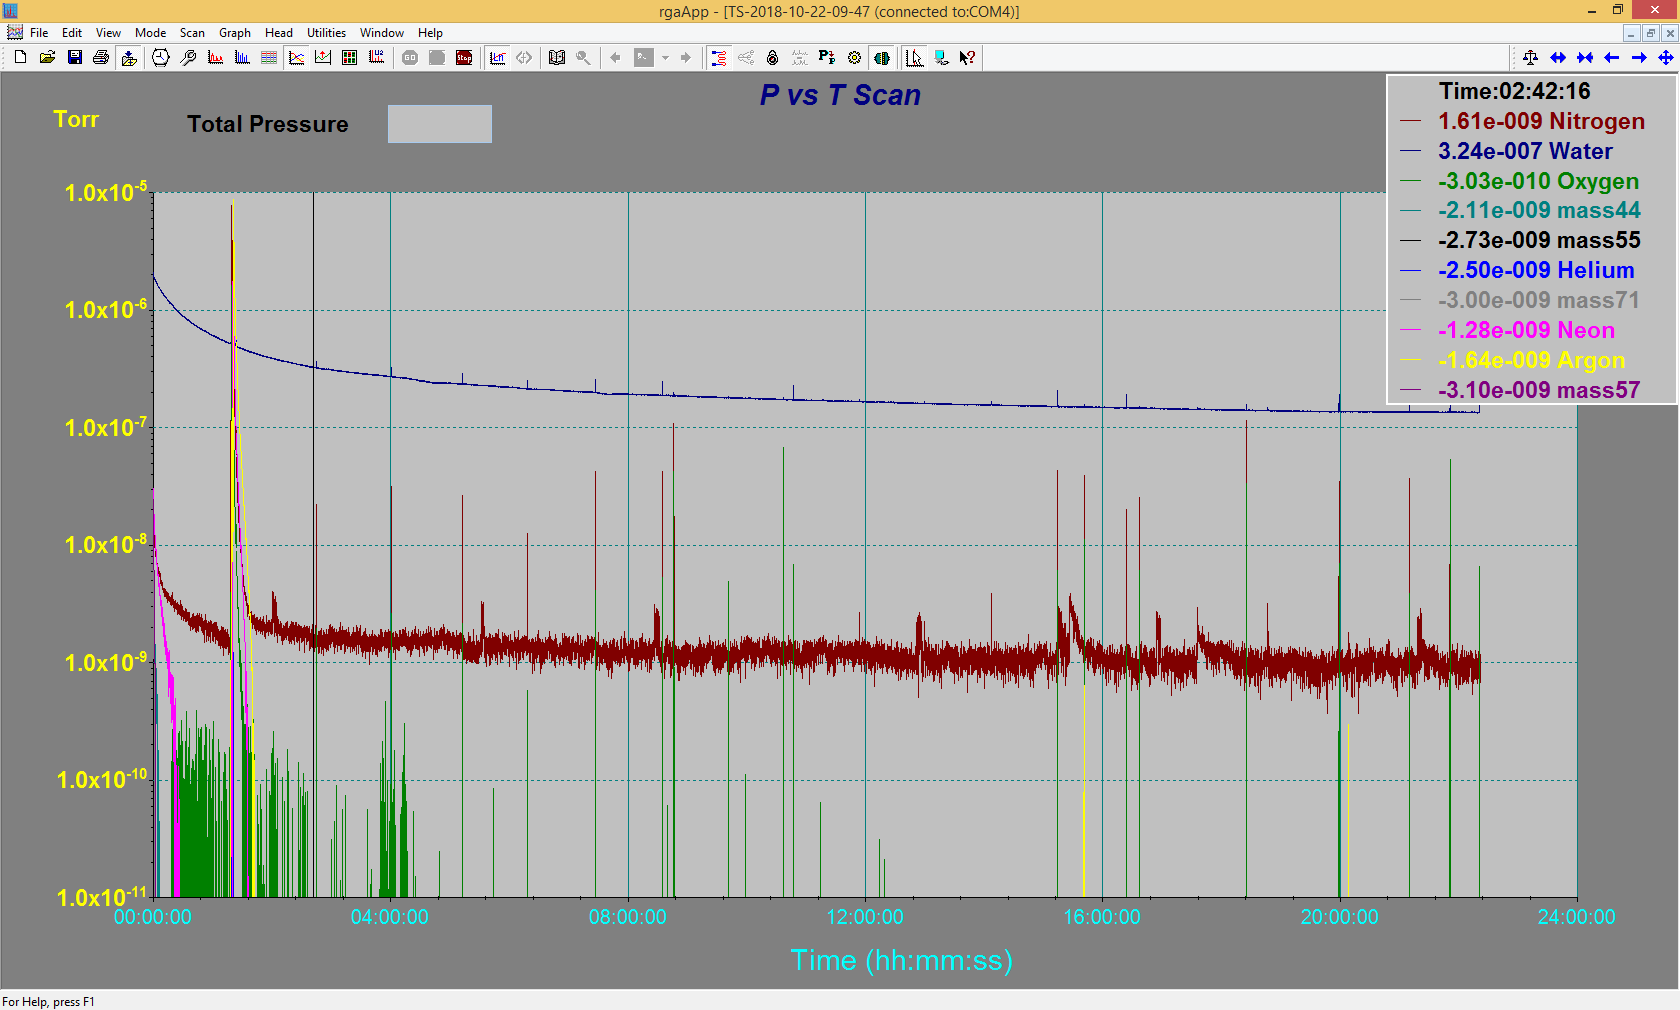 rgaApp - [TS-2018-10-22-09-47 (connected to:COM4)]
File Edit View Mode Scan Graph Head Utilities Window Help
GO Stop
P vs T Scan
Torr
Total Pressure
Time:02:42:16
1.61e-009 Nitrogen
3.24e-007 Water
-3.03e-010 Oxygen
-2.11e-009 mass44
-2.73e-009 mass55
-2.50e-009 Helium
-3.00e-009 mass71
-1.28e-009 Neon
-1.64e-009 Argon
-3.10e-009 mass57
1.0x10-5
1.0x10-6
1.0x10-7
1.0x10-8
1.0x10-9
1.0x10-10
1.0x10-11
00:00:00 04:00:00 08:00:00 12:00:00 16:00:00 20:00:00 24:00:00
Time (hh:mm:ss)
For Help, press F1